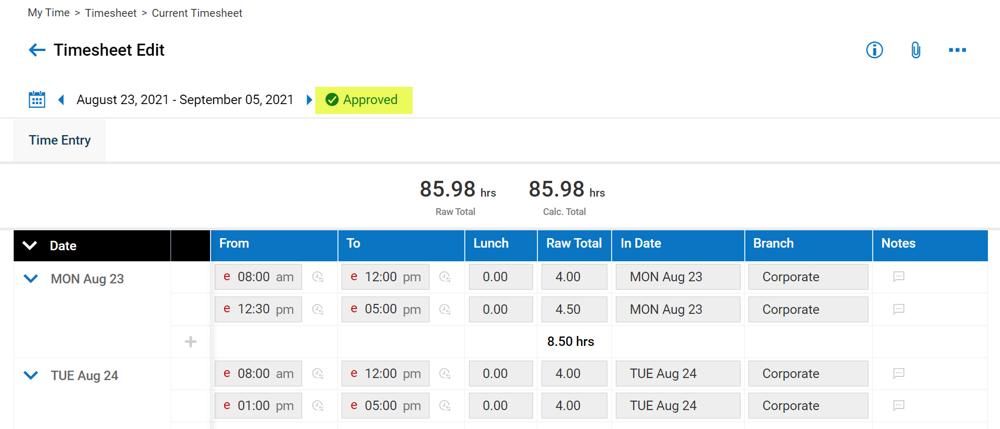 My Time > Timesheet > Current Timesheet
Timesheet Edit
August 23, 2021 - September 05, 2021 Approved
Time Entry
85.98 hrs 85.98 hrs
Raw Total Calc. Total
Date From To Lunch Raw Total In Date Branch Notes
MON Aug 23 e 08:00 am e 12:00 pm 0.00 4.00 MON Aug 23 Corporate
e 12:30 pm e 05:00 pm 0.00 4.50 MON Aug 23 Corporate
8.50 hrs
TUE Aug 24 e 08:00 am e 12:00 pm 0.00 4.00 TUE Aug 24 Corporate
e 01:00 pm e 05:00 pm 0.00 4.00 TUE Aug 24 Corporate